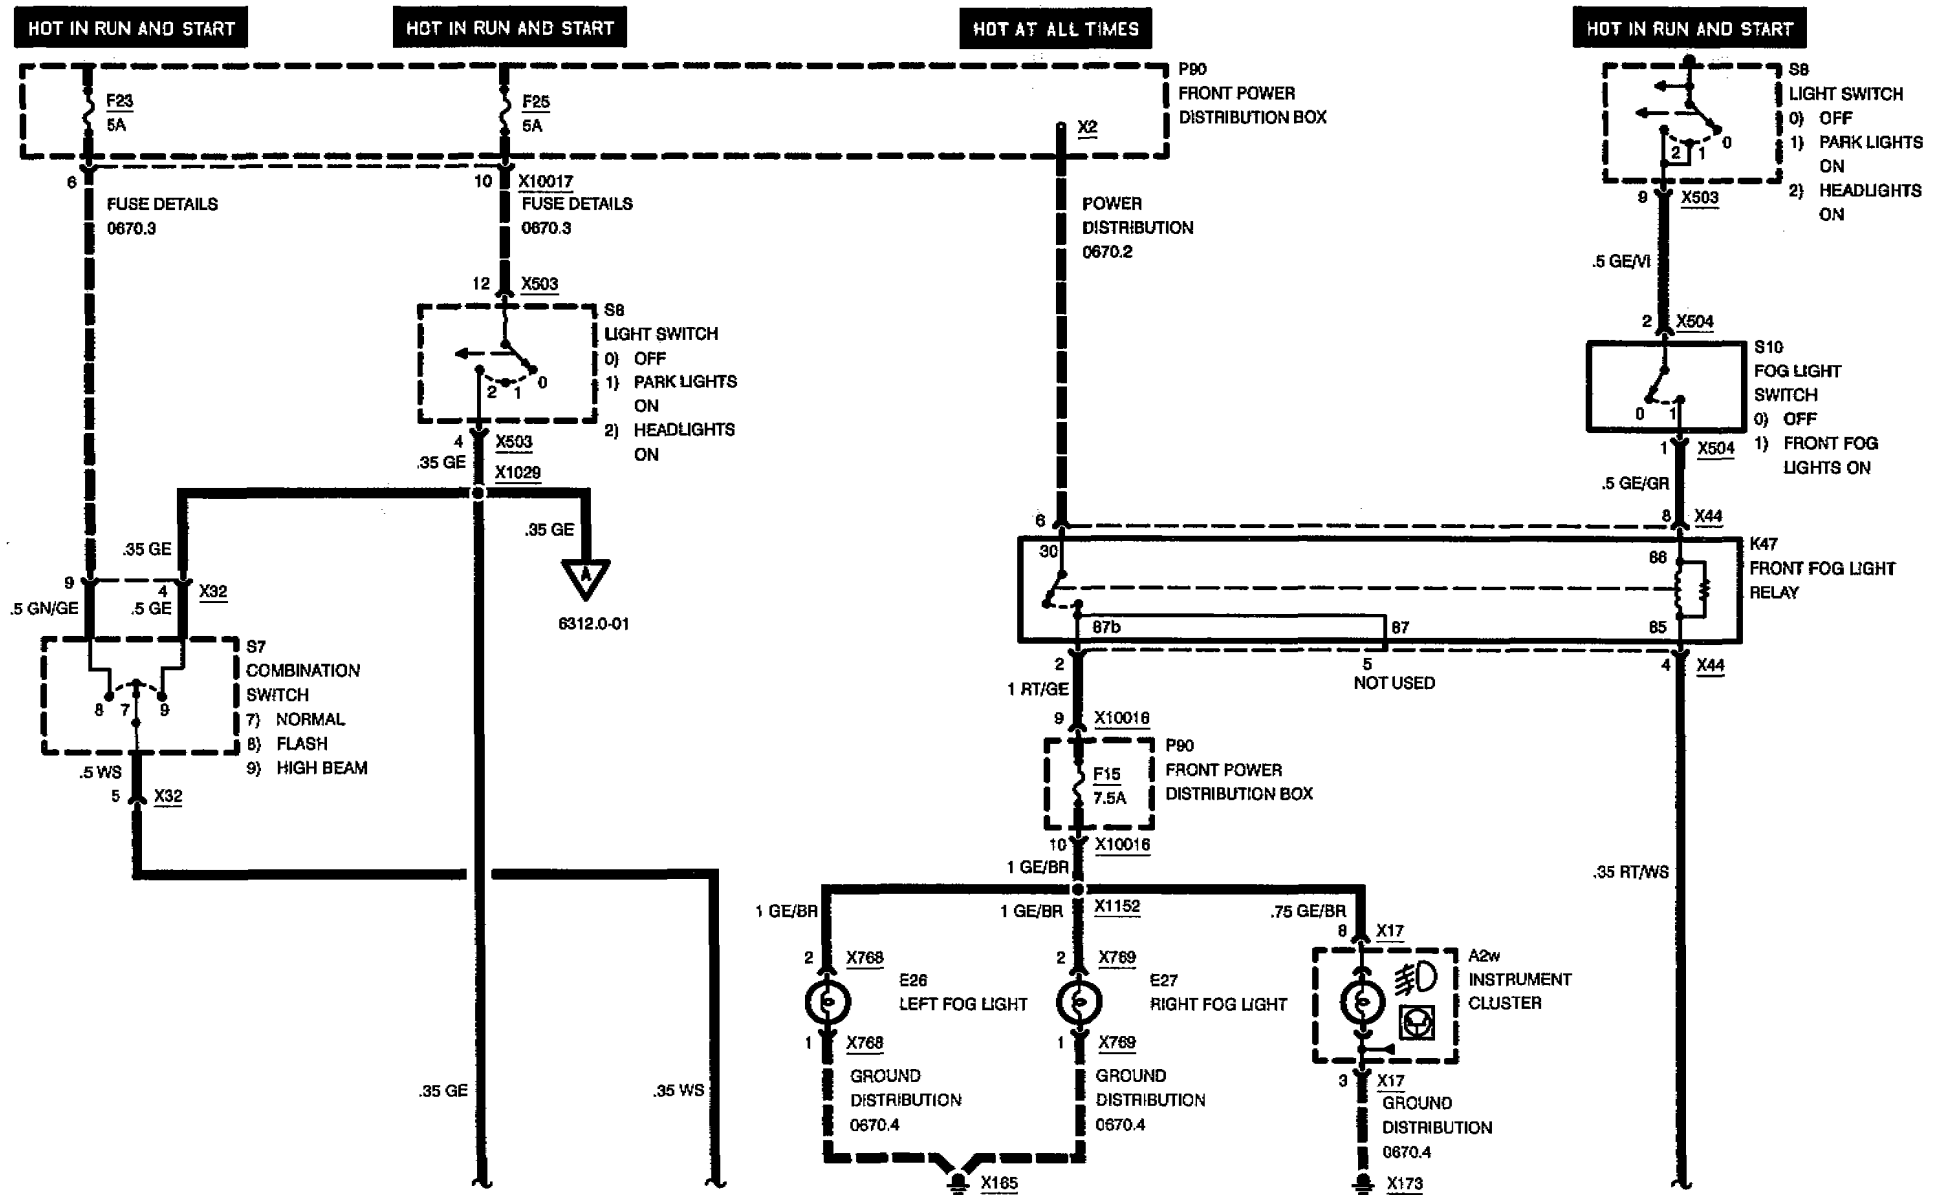 HOT IN RUN AND START
HOT IN RUN AND START
HOT AT ALL TIMES
HOT IN RUN AND START
F23
5A
F25
5A
X2
P90
FRONT POWER
DISTRIBUTION BOX
S8
LIGHT SWITCH
0) OFF
1) PARK LIGHTS
ON
2) HEADLIGHTS
ON
2
1
0
6
10
X10017
FUSE DETAILS
0670.3
FUSE DETAILS
0670.3
POWER
DISTRIBUTION
0670.2
9
X503
.5 GE/VI
12
X503
S8
LIGHT SWITCH
0) OFF
1) PARK LIGHTS
ON
2) HEADLIGHTS
ON
2
1
0
2
X504
S10
FOG LIGHT
SWITCH
0) OFF
1) FRONT FOG
LIGHTS ON
0
1
4
X503
.35 GE
X1029
1
X504
.5 GE/GR
.35 GE
.35 GE
A
6312.0-01
6
8
X44
30
86
K47
FRONT FOG LIGHT
RELAY
87b
87
85
9
4
X32
.5 GN/GE
.5 GE
S7
COMBINATION
SWITCH
7) NORMAL
8) FLASH
9) HIGH BEAM
8
7
9
.5 WS
5
X32
2
5
NOT USED
4
X44
1 RT/GE
9
X10016
P90
FRONT POWER
DISTRIBUTION BOX
F15
7.5A
10
X10016
1 GE/BR
.35 RT/WS
1 GE/BR
1 GE/BR
X1152
.75 GE/BR
8
X17
2
X768
2
X769
A2w
INSTRUMENT
CLUSTER
E26
LEFT FOG LIGHT
E27
RIGHT FOG LIGHT
1
X768
1
X769
3
X17
GROUND
DISTRIBUTION
0670.4
GROUND
DISTRIBUTION
0670.4
GROUND
DISTRIBUTION
0670.4
.35 GE
.35 WS
X165
X173